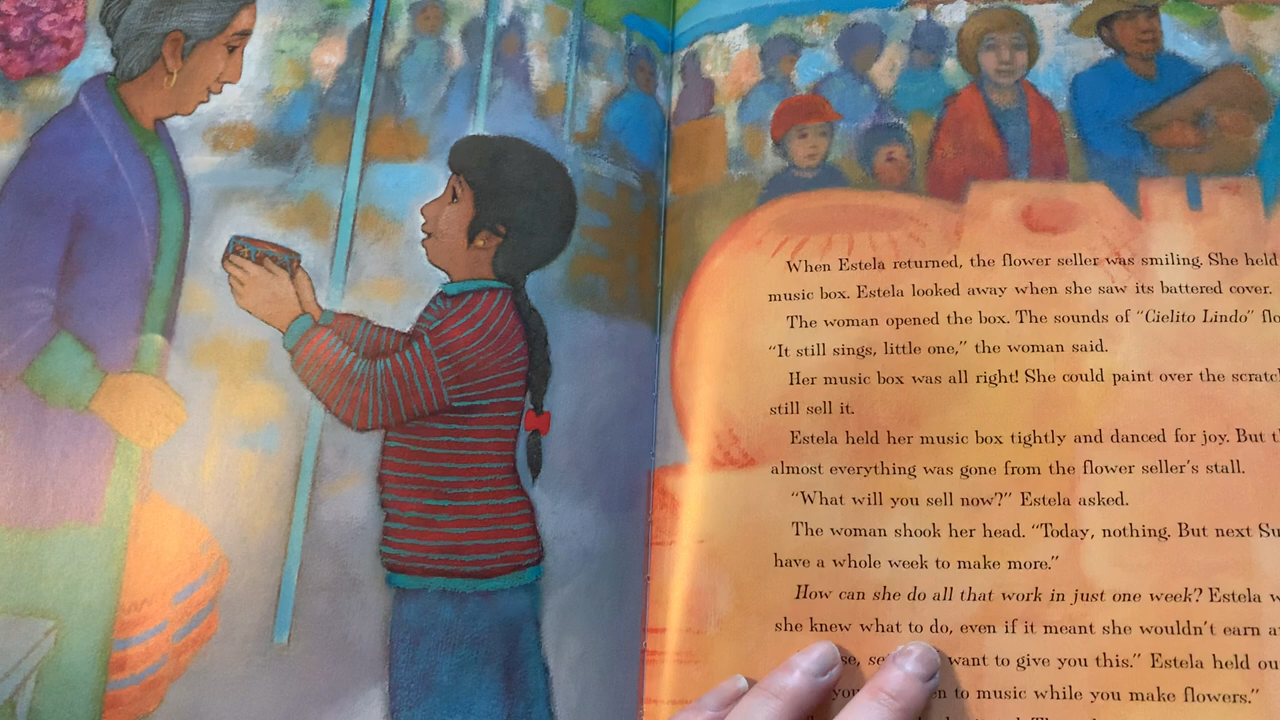 When Estela returned, the flower seller was smiling. She held
music box. Estela looked away when she saw its battered cover.
The woman opened the box. The sounds of “Cielito Lindo”
“It still sings, little one,” the woman said.
Her music box was all right! She could paint over the
still sell it.
Estela held her music box tightly and danced for joy. But
almost everything was gone from the flower seller’s stall.
“What will you sell now?” Estela asked.
The woman shook her head. “Today, nothing. But next
have a whole week to make more.”
How can she do all that work in just one week? Estela
she knew what to do, even if it meant she wouldn’t earn
want to give you this.” Estela held
to music while you make flowers.”